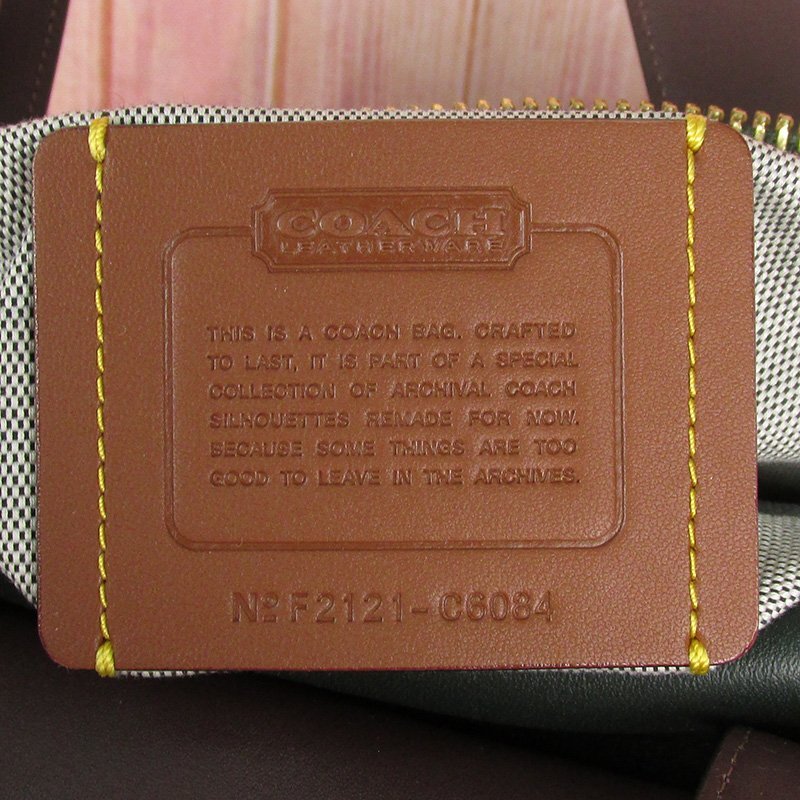 COACH
LEATHERWARE
THIS IS A COACH BAG. CRAFTED
TO LAST, IT IS PART OF A SPECIAL
COLLECTION OF ARCHIVAL COACH
SILHOUETTES REMADE FOR NOW.
BECAUSE SOME THINGS ARE TOO
GOOD TO LEAVE IN THE ARCHIVES.
Nº F2121-C6084